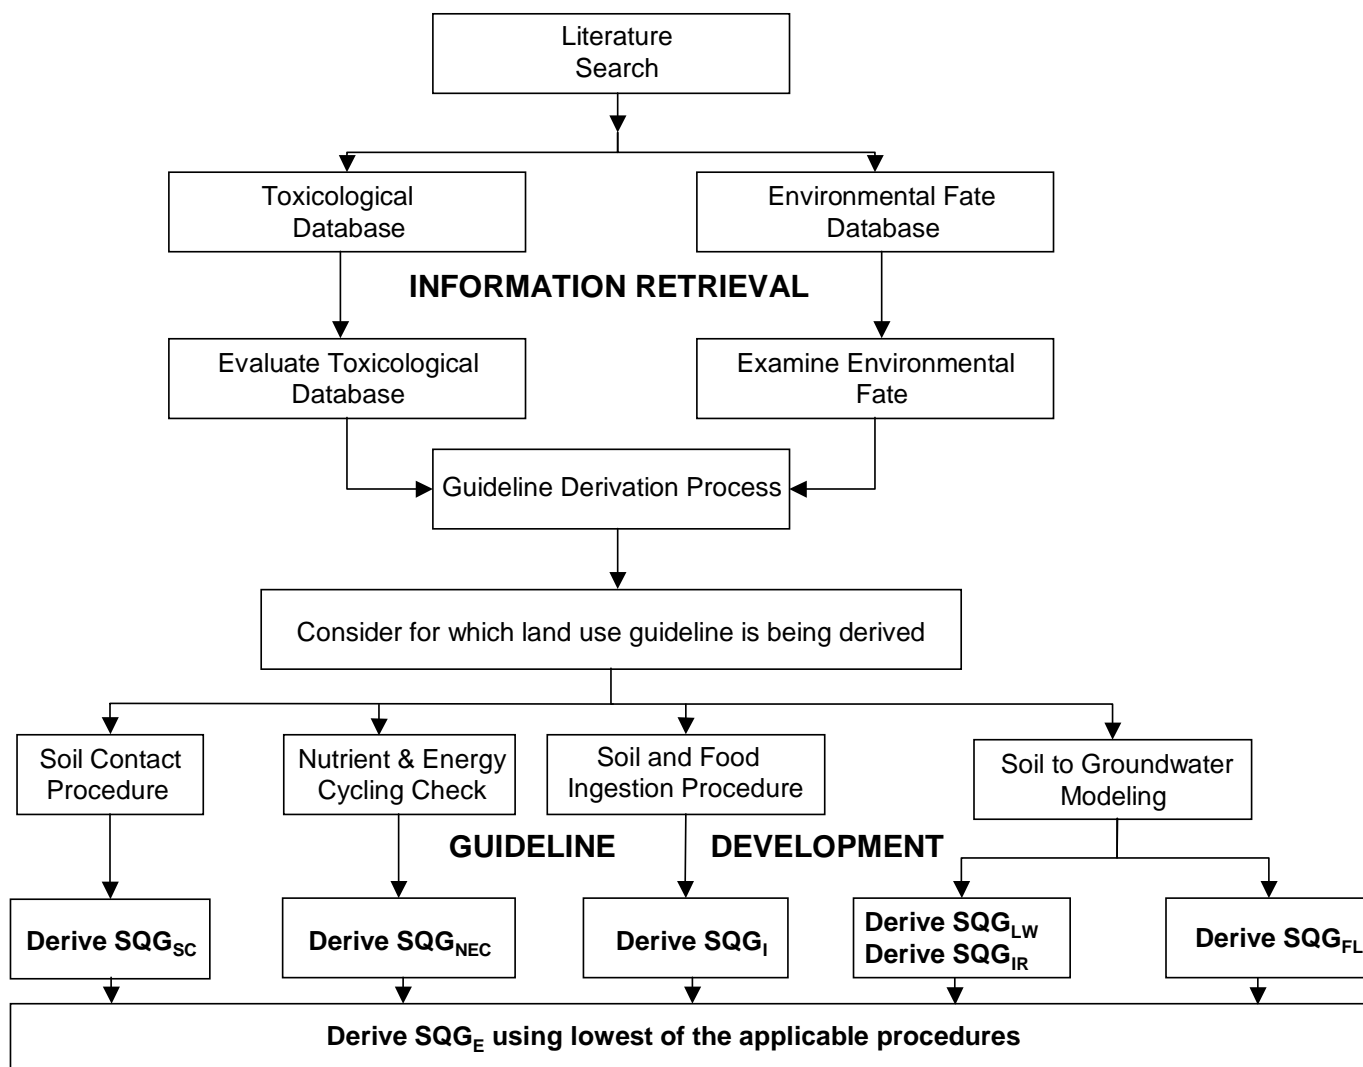 Literature
Search
Toxicological
Database
Environmental Fate
Database
INFORMATION RETRIEVAL
Evaluate Toxicological
Database
Examine Environmental
Fate
Guideline Derivation Process
Consider for which land use guideline is being derived
Soil Contact
Procedure
Nutrient & Energy
Cycling Check
Soil and Food
Ingestion Procedure
Soil to Groundwater
Modeling
GUIDELINE DEVELOPMENT
Derive SQGSC
Derive SQGNEC
Derive SQGI
Derive SQGLW
Derive SQGIR
Derive SQGFL
Derive SQGE using lowest of the applicable procedures